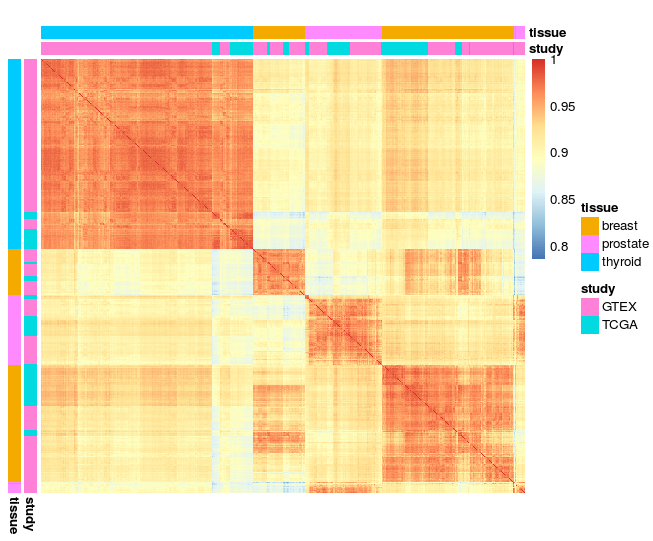 tissue
study
1
0.95
0.9
0.85
0.8
tissue
breast
prostate
thyroid
study
GTEX
TCGA
tissue
study